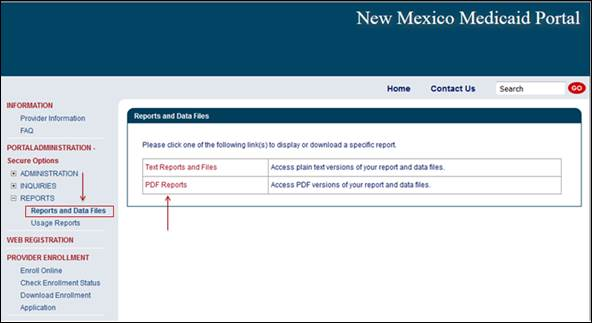 New Mexico Medicaid Portal
Home Contact Us Search GO
INFORMATION
Provider Information
FAQ
PORTALADMINISTRATION -
Secure Options
ADMINISTRATION
INQUIRIES
REPORTS
Reports and Data Files
Usage Reports
WEB REGISTRATION
PROVIDER ENROLLMENT
Enroll Online
Check Enrollment Status
Download Enrollment
Application
Reports and Data Files
Please click one of the following link(s) to display or download a specific report.
Text Reports and Files Access plain text versions of your report and data files.
PDF Reports Access PDF versions of your report and data files.